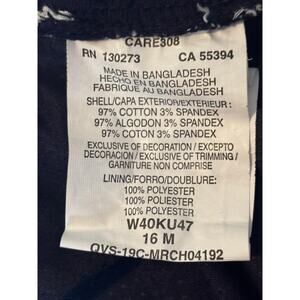 CARE308
RN 130273 CA 55394
MADE IN BANGLADESH
HECHO EN BANGLADESH
FABRIQUE AU BANGLADESH
SHELL/CAPA EXTERIOR/EXTERIEUR :
97% COTTON 3% SPANDEX
97% ALGODON 3% SPANDEX
97% COTON 3% SPANDEX
EXCLUSIVE OF DECORATION / EXCEPTO
DECORACION / EXCLUSIVE OF TRIMMING /
GARNITURE NON COMPRISE
LINING/FORRO/DOUBLURE:
100% POLYESTER
100% POLYESTER
100% POLYESTER
W40KU47
16 M
QVS-19C-MRCH04192